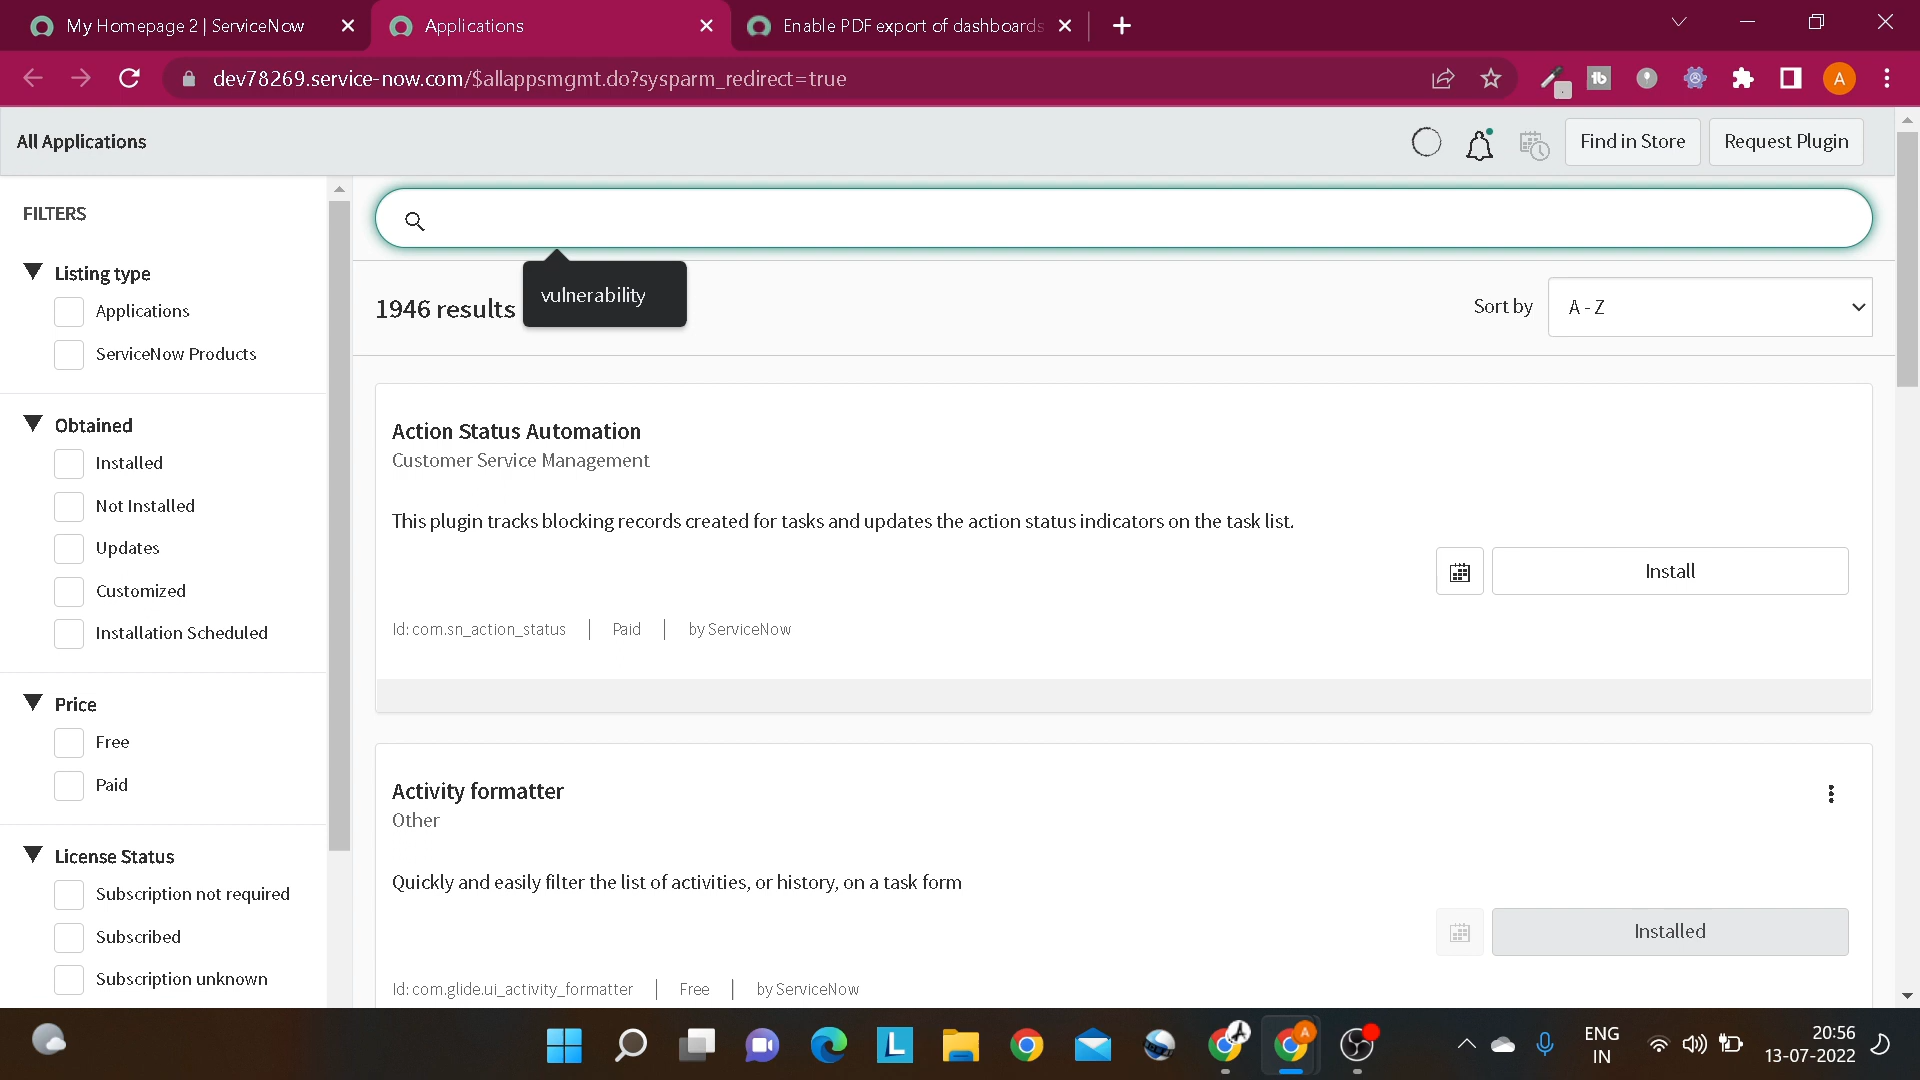 My Homepage 2 | ServiceNow
Applications
Enable PDF export of dashboards
dev78269.service-now.com/$allappsmgmt.do?sysparm_redirect=true
A
All Applications
Find in Store
Request Plugin
FILTERS
Listing type
Applications
ServiceNow Products
Obtained
Installed
Not Installed
Updates
Customized
Installation Scheduled
Price
Free
Paid
License Status
Subscription not required
Subscribed
Subscription unknown
vulnerability
1946 results
Sort by
A - Z
Action Status Automation
Customer Service Management
This plugin tracks blocking records created for tasks and updates the action status indicators on the task list.
Install
Id: com.sn_action_status | Paid | by ServiceNow
Activity formatter
Other
Quickly and easily filter the list of activities, or history, on a task form
Installed
Id: com.glide.ui_activity_formatter | Free | by ServiceNow
L
A
ENG
IN
20:56
13-07-2022